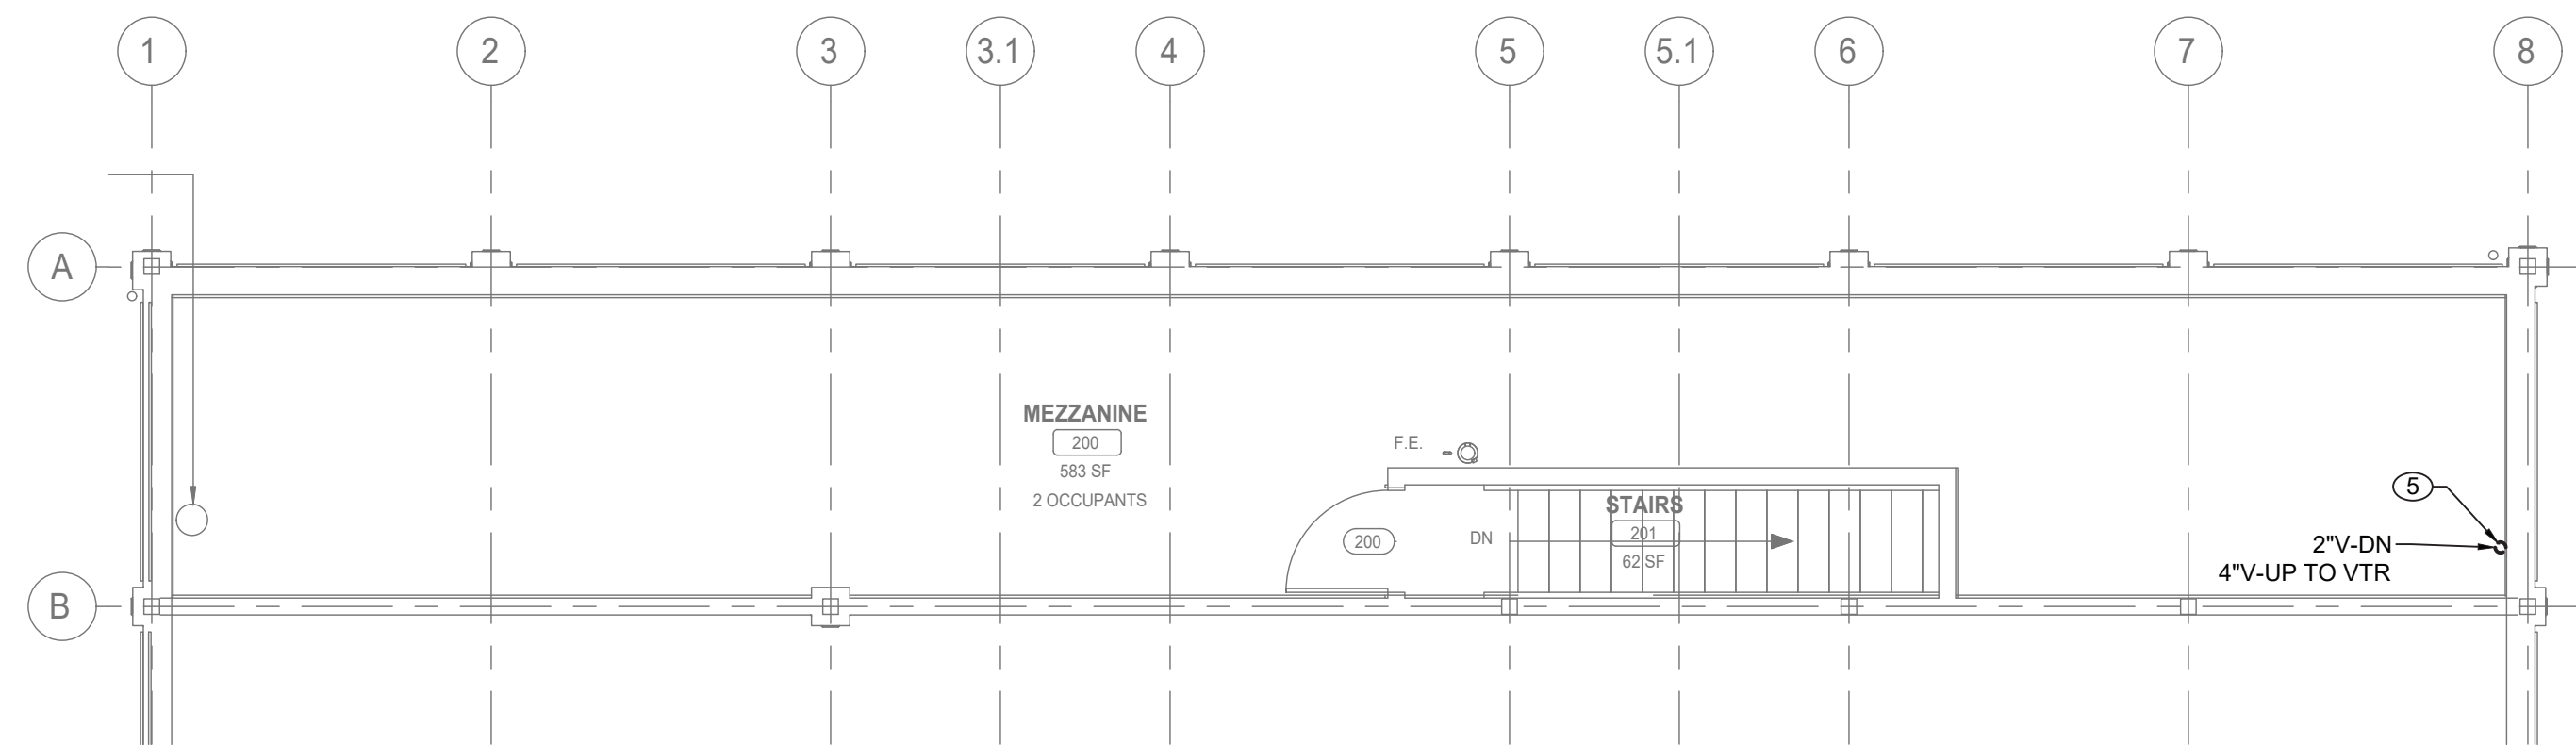 1 2 3 3.1 4 5 5.1 6 7 8
A
MEZZANINE
200
583 SF
2 OCCUPANTS
F.E.
STAIRS
201
62 SF
200
DN
5
2"V-DN
4"V-UP TO VTR
B